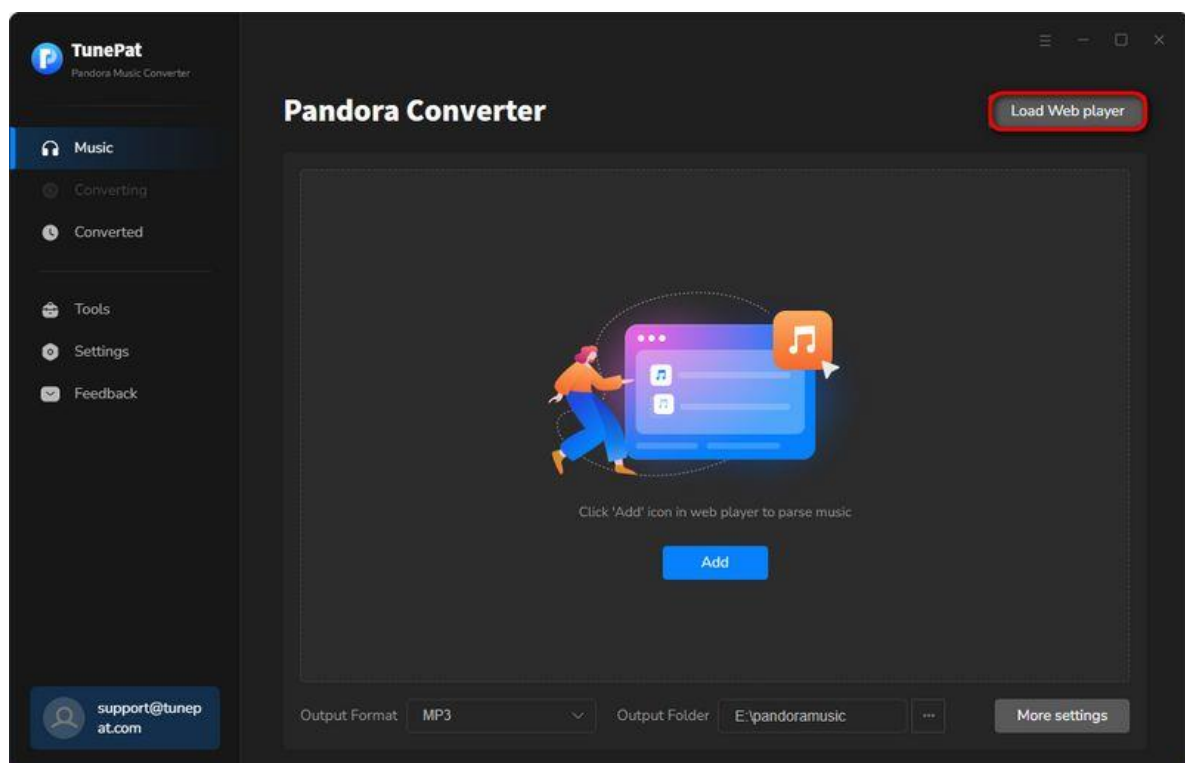 TunePat
Pandora Music Converter
Pandora Converter
Load Web player
Music
Converting
Converted
Tools
Settings
Feedback
Click 'Add' icon in web player to parse music
Add
support@tunep
at.com
Output Format MP3 Output Folder E:\pandoramusic ... More settings